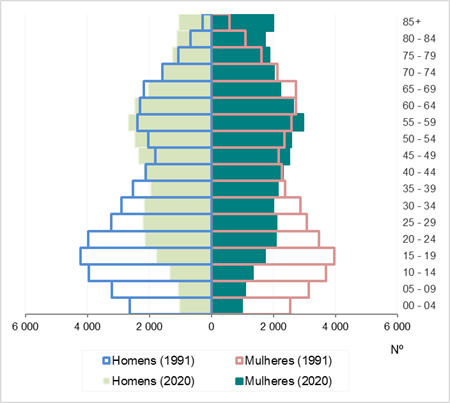 85+
80 - 84
75 - 79
70 - 74
65 - 69
60 - 64
55 - 59
50 - 54
45 - 49
40 - 44
35 - 39
30 - 34
25 - 29
20 - 24
15 - 19
10 - 14
05 - 09
00 - 04
6 000 4 000 2 000 0 2 000 4 000 6 000
Nº
Homens (1991) Mulheres (1991)
Homens (2020) Mulheres (2020)